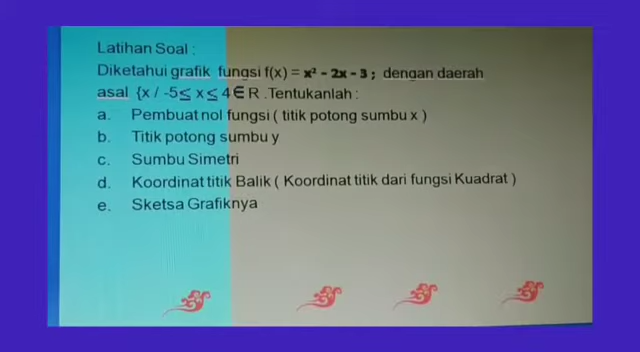 Latihan Soal :
Diketahui grafik fungsi f(x) = x² - 2x - 3 ; dengan daerah
asal {x / -5≤ x≤ 4∈R .Tentukanlah :
a. Pembuat nol fungsi ( titik potong sumbu x )
b. Titik potong sumbu y
c. Sumbu Simetri
d. Koordinat titik Balik ( Koordinat titik dari fungsi Kuadrat )
e. Sketsa Grafiknya